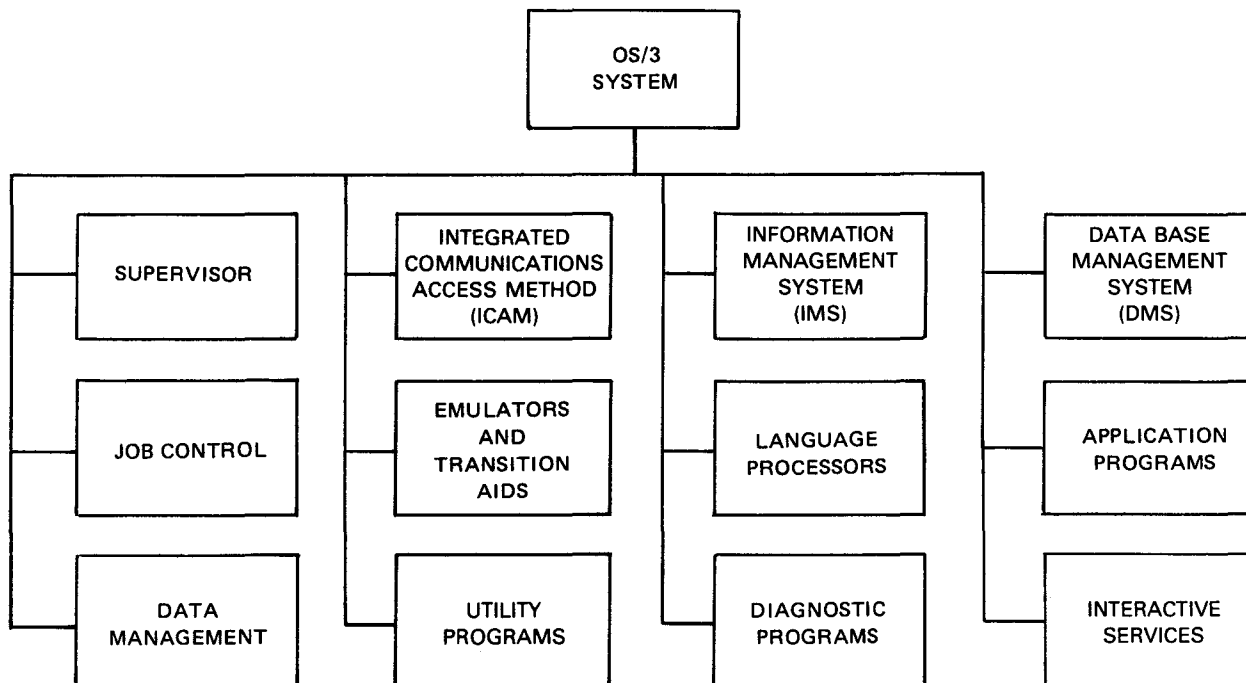 OS/3
SYSTEM
SUPERVISOR
INTEGRATED
COMMUNICATIONS
ACCESS METHOD
(ICAM)
INFORMATION
MANAGEMENT
SYSTEM
(IMS)
DATA BASE
MANAGEMENT
SYSTEM
(DMS)
JOB CONTROL
EMULATORS
AND
TRANSITION
AIDS
LANGUAGE
PROCESSORS
APPLICATION
PROGRAMS
DATA
MANAGEMENT
UTILITY
PROGRAMS
DIAGNOSTIC
PROGRAMS
INTERACTIVE
SERVICES